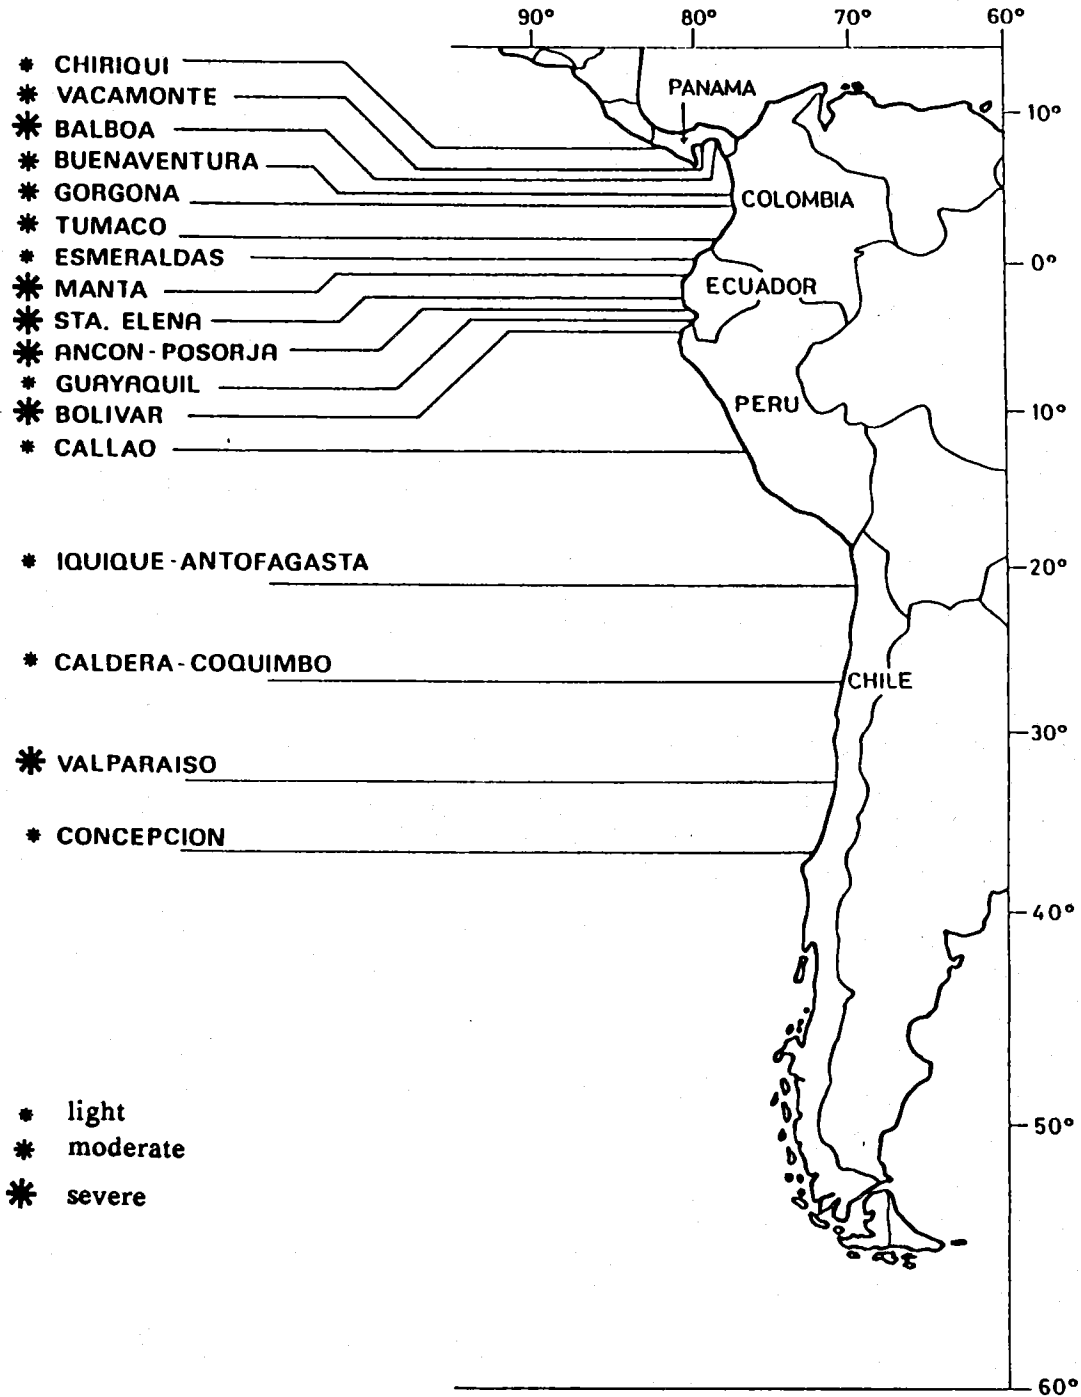 90° 80° 70° 60°
* CHIRIQUI
* VACAMONTE
* BALBOA
* BUENAVENTURA
* GORGONA
* TUMACO
* ESMERALDAS
* MANTA
* STA. ELENA
* ANCON-POSORJA
* GUAYAQUIL
* BOLIVAR
* CALLAO
* IQUIQUE-ANTOFAGASTA
* CALDERA-COQUIMBO
* VALPARAISO
* CONCEPCION
PANAMA
COLOMBIA
ECUADOR
PERU
CHILE
10°
0°
10°
20°
30°
40°
50°
60°
* light
* moderate
* severe